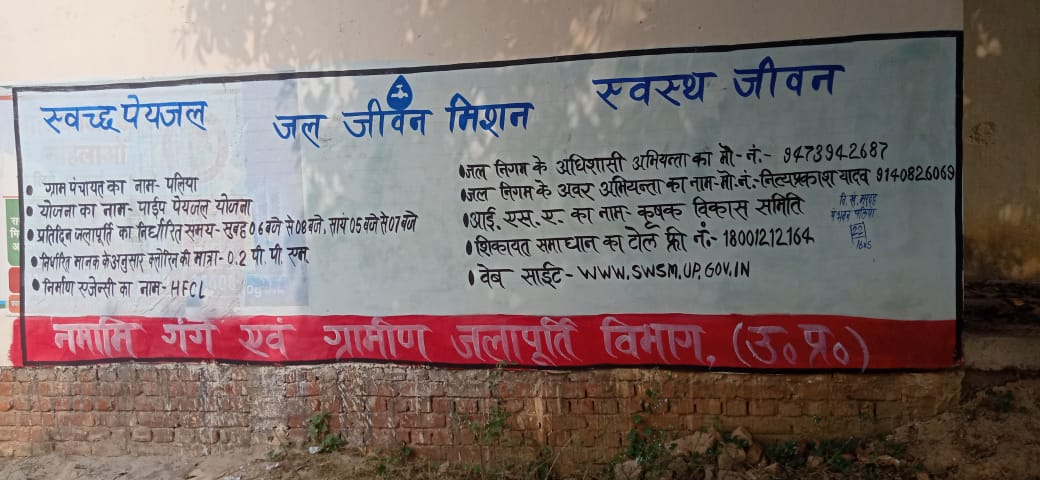 स्वच्छ पेयजल
जल जीवन मिशन
स्वस्थ जीवन
• ग्राम पंचायत का नाम- पलिया
• योजना का नाम- पाईप पेयजल योजना
• प्रतिदिन जलापूर्ति का निर्धारित समय- सुबह 06 बजे से 08 बजे, सायं 05 बजे से 07 बजे
• निर्धारित मानक के अनुसार क्लोरिन की मात्रा- 0.2 पी. पी. एम
• निर्माण एजेन्सी का नाम- HFCL
• जल निगम के अधिशासी अभियन्ता का मो-नं:- 9473942687
• जल निगम के अवर अभियन्ता का नाम-मो.नं:-नित्यप्रकाश यादव 9140826069
• आई. एस. ए. का नाम- कृषक विकास समिति
• शिकायत समाधान का टोल फ्री नं:- 18001212164
• वेब साईट- WWW.SWSM.UP.GOV.IN
नमामि गंगे एवं ग्रामीण जलापूर्ति विभाग, (उ० प्र०)